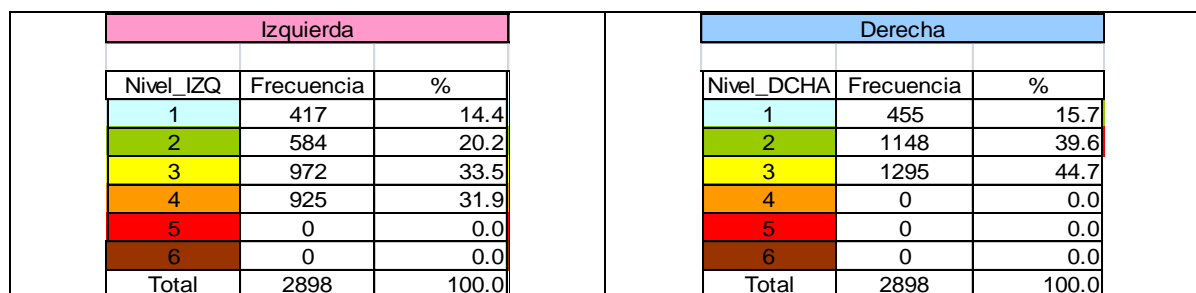 Izquierda
Nivel_IZQ Frecuencia %
1 417 14.4
2 584 20.2
3 972 33.5
4 925 31.9
5 0 0.0
6 0 0.0
Total 2898 100.0
Derecha
Nivel_DCHA Frecuencia %
1 455 15.7
2 1148 39.6
3 1295 44.7
4 0 0.0
5 0 0.0
6 0 0.0
Total 2898 100.0